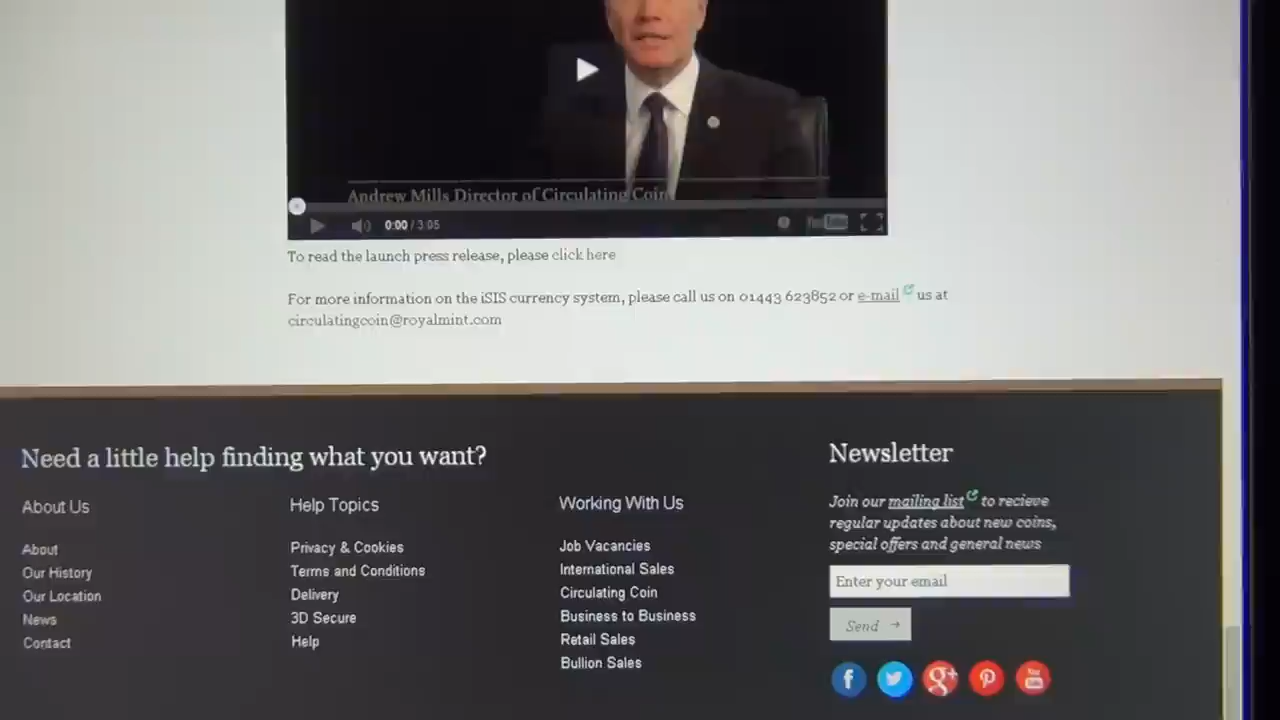 Andrew Mills Director of Circulating Coin
0:00 / 3:05
YouTube
To read the launch press release, please click here
For more information on the iSIS currency system, please call us on 01443 623852 or e-mail us at
circulatingcoin@royalmint.com
Need a little help finding what you want?
About Us
About
Our History
Our Location
News
Contact
Help Topics
Privacy & Cookies
Terms and Conditions
Delivery
3D Secure
Help
Working With Us
Job Vacancies
International Sales
Circulating Coin
Business to Business
Retail Sales
Bullion Sales
Newsletter
Join our mailing list to recieve
regular updates about new coins,
special offers and general news
Enter your email
Send →
f
g+
You